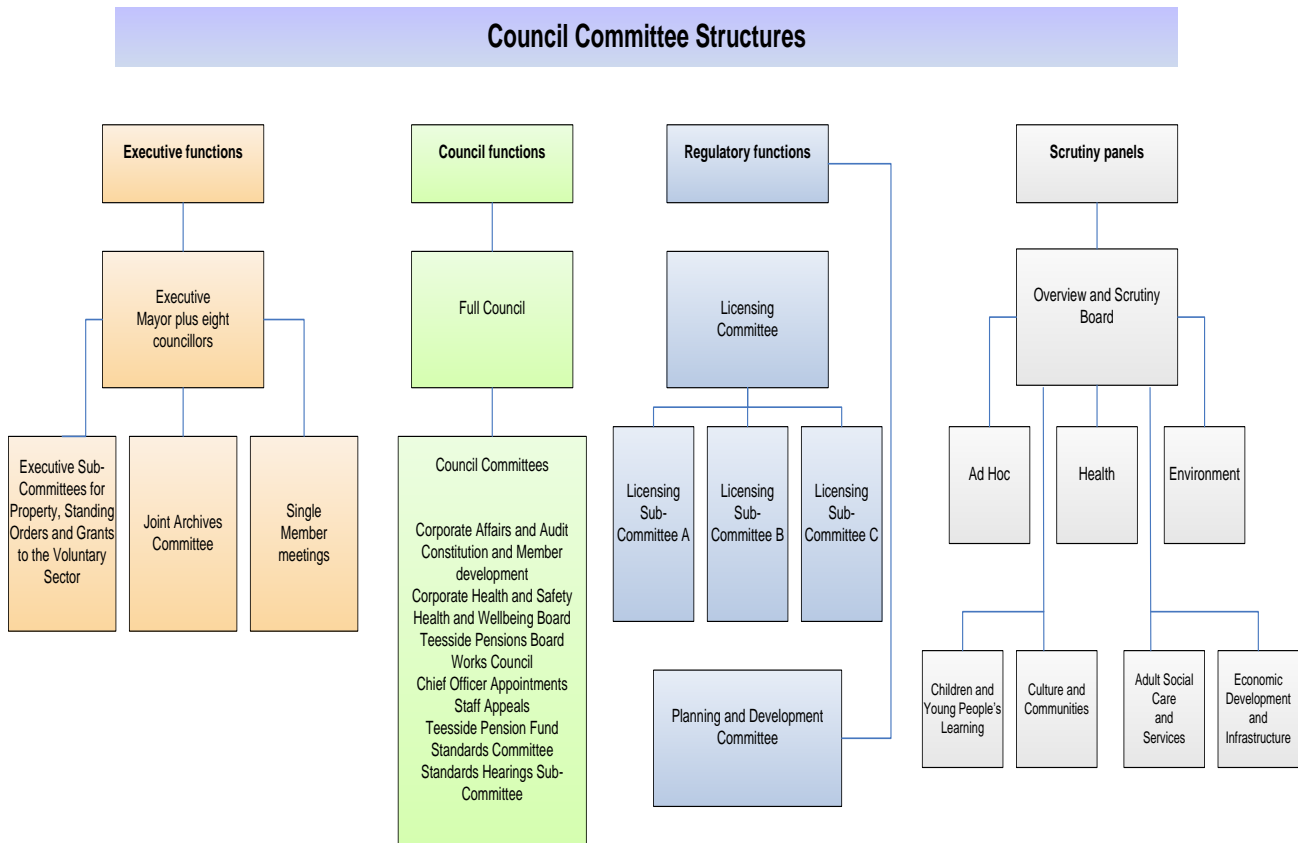 Council Committee Structures
Executive functions
Council functions
Regulatory functions
Scrutiny panels
Executive
Mayor plus eight
councillors
Full Council
Licensing
Committee
Overview and Scrutiny
Board
Executive Sub-
Committees for
Property, Standing
Orders and Grants
to the Voluntary
Sector
Joint Archives
Committee
Single
Member
meetings
Council Committees
Corporate Affairs and Audit
Constitution and Member
development
Corporate Health and Safety
Health and Wellbeing Board
Teesside Pensions Board
Works Council
Chief Officer Appointments
Staff Appeals
Teesside Pension Fund
Standards Committee
Standards Hearings Sub-
Committee
Licensing
Sub-
Committee A
Licensing
Sub-
Committee B
Licensing
Sub-
Committee C
Planning and Development
Committee
Ad Hoc
Health
Environment
Children and
Young People's
Learning
Culture and
Communities
Adult Social
Care
and
Services
Economic
Development
and
Infrastructure